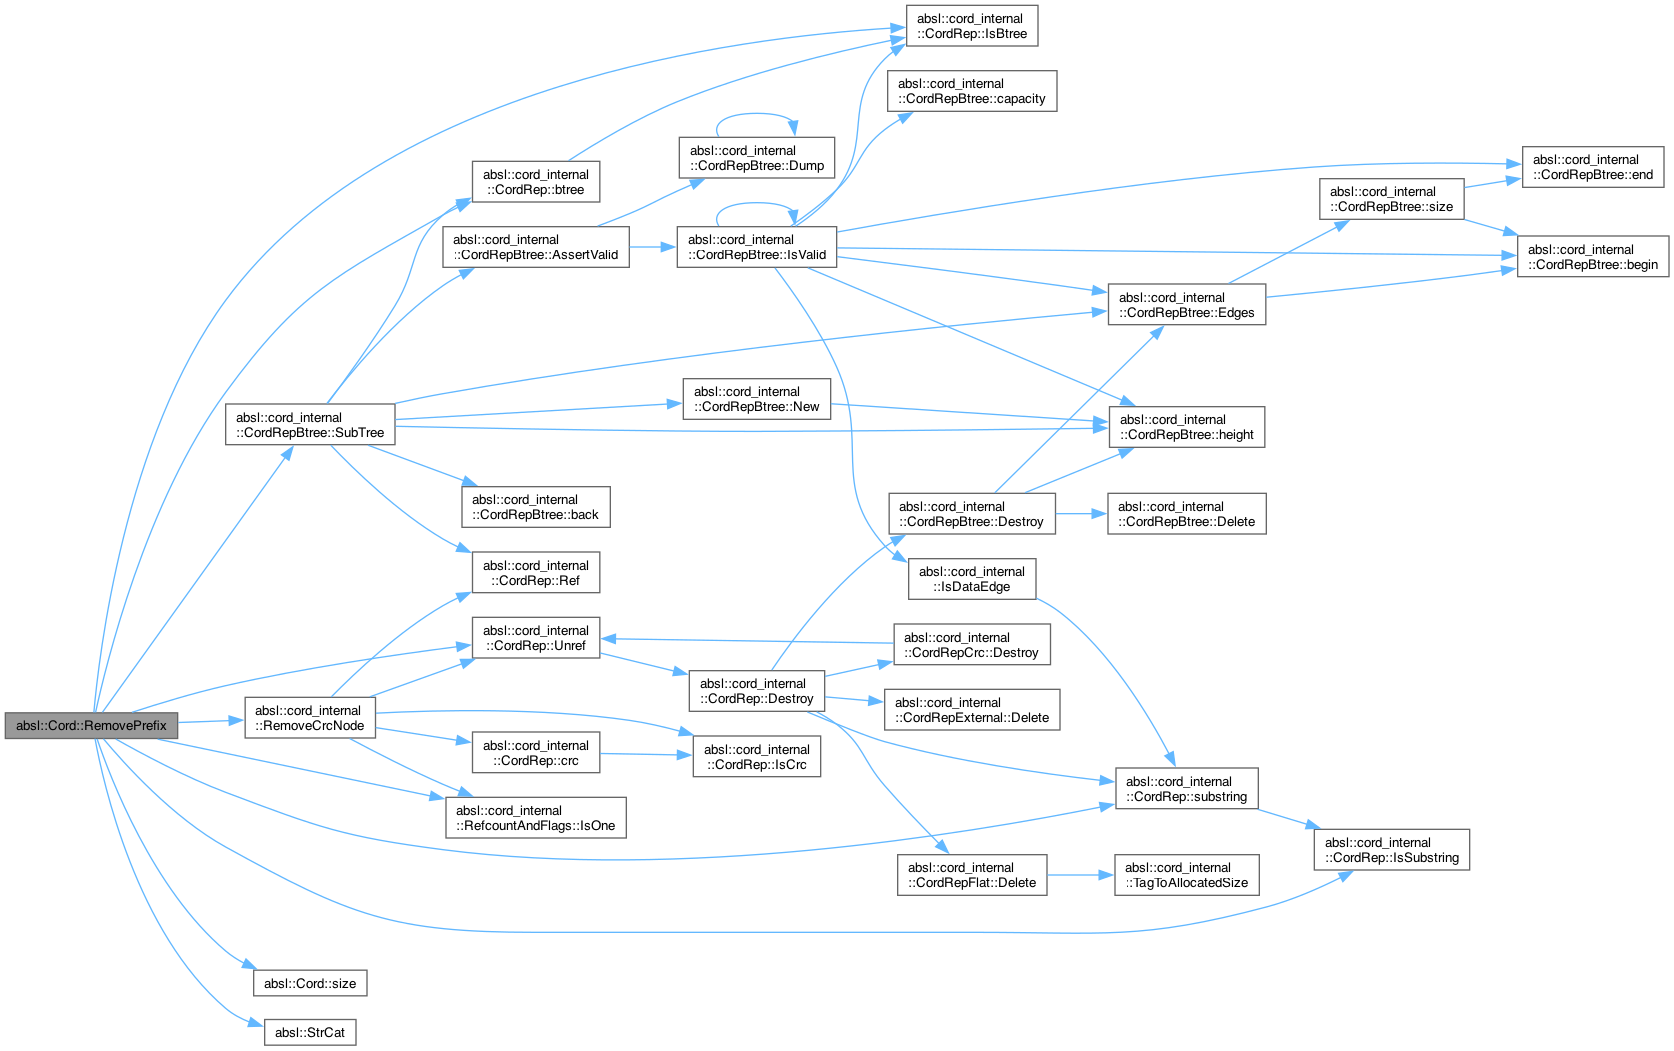 absl::cord_internal
::CordRep::IsBtree
absl::cord_internal
::CordRepBtree::capacity
absl::cord_internal
::CordRepBtree::Dump
absl::cord_internal
::CordRep::btree
absl::cord_internal
::CordRepBtree::end
absl::cord_internal
::CordRepBtree::size
absl::cord_internal
::CordRepBtree::AssertValid
absl::cord_internal
::CordRepBtree::IsValid
absl::cord_internal
::CordRepBtree::begin
absl::cord_internal
::CordRepBtree::Edges
absl::cord_internal
::CordRepBtree::New
absl::cord_internal
::CordRepBtree::SubTree
absl::cord_internal
::CordRepBtree::height
absl::cord_internal
::CordRepBtree::back
absl::cord_internal
::CordRepBtree::Destroy
absl::cord_internal
::CordRepBtree::Delete
absl::cord_internal
::CordRep::Ref
absl::cord_internal
::IsDataEdge
absl::cord_internal
::CordRep::Unref
absl::cord_internal
::CordRepCrc::Destroy
absl::cord_internal
::CordRep::Destroy
absl::cord_internal
::CordRepExternal::Delete
absl::Cord::RemovePrefix
absl::cord_internal
::RemoveCrcNode
absl::cord_internal
::CordRep::crc
absl::cord_internal
::CordRep::IsCrc
absl::cord_internal
::CordRep::substring
absl::cord_internal
::RefcountAndFlags::IsOne
absl::cord_internal
::CordRep::IsSubstring
absl::cord_internal
::CordRepFlat::Delete
absl::cord_internal
::TagToAllocatedSize
absl::Cord::size
absl::StrCat